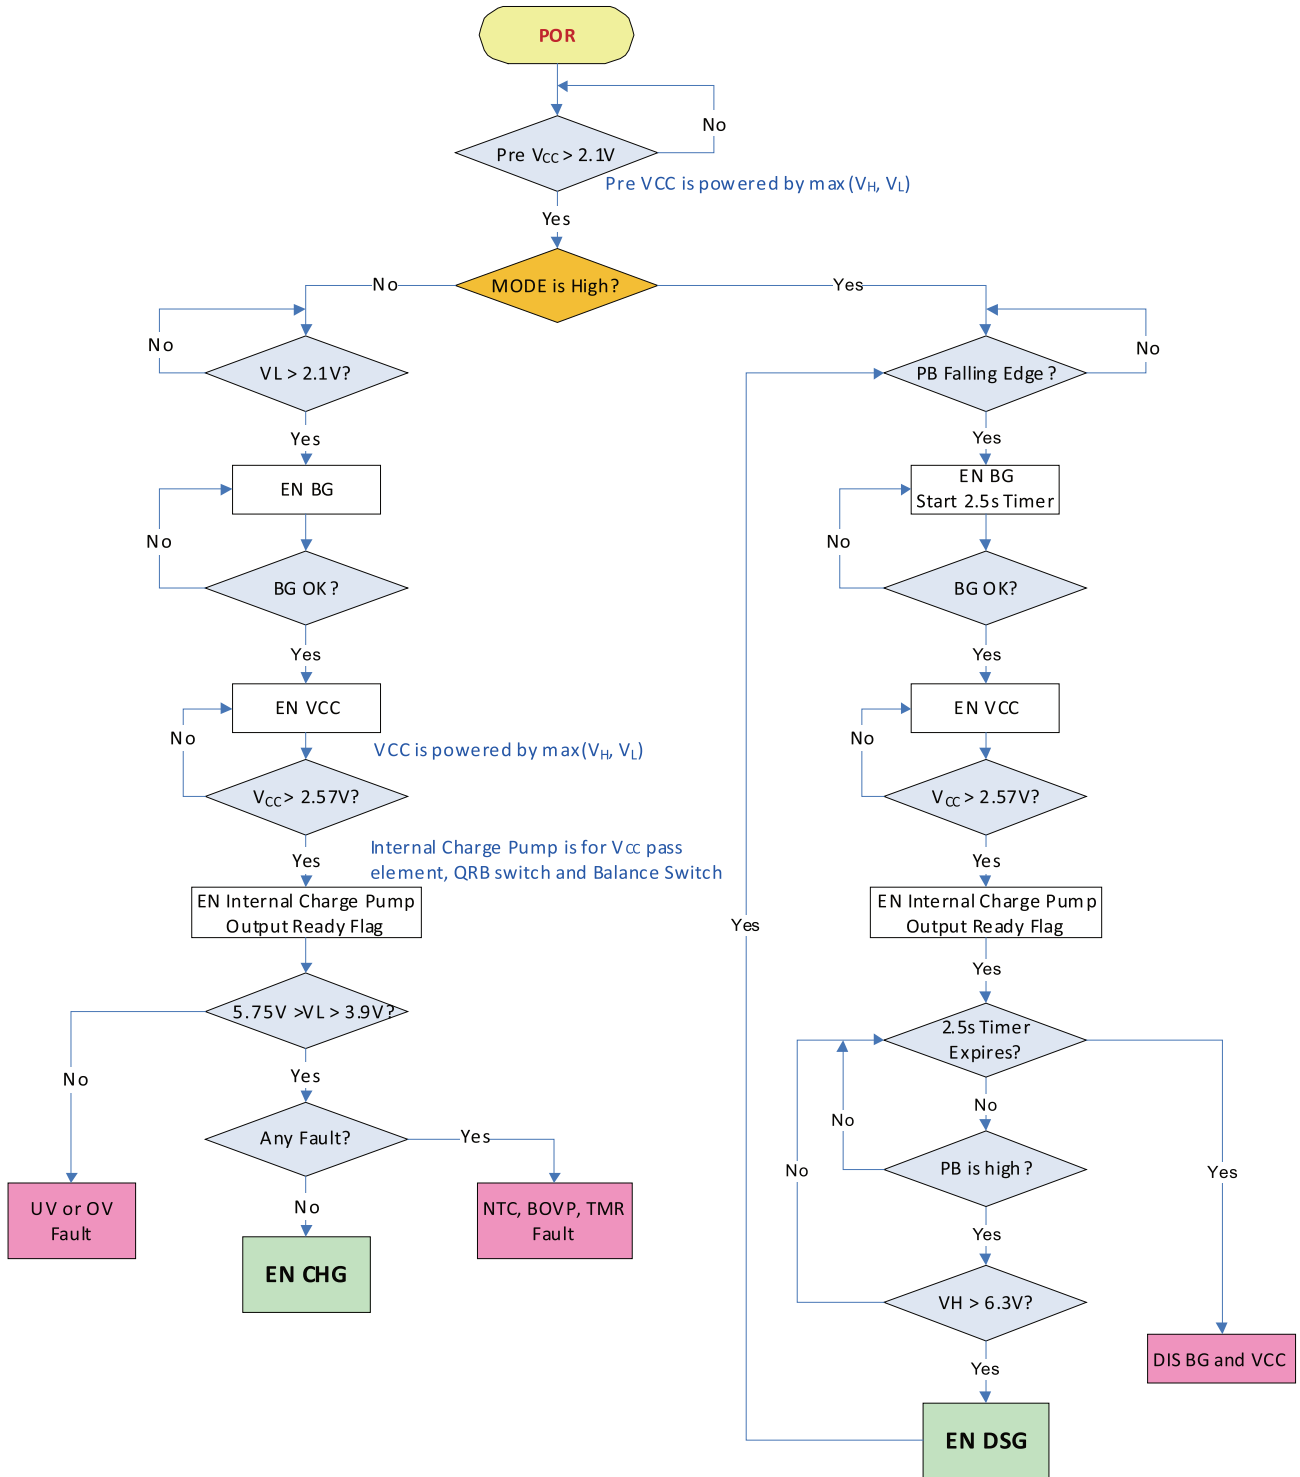 POR
No
Pre VCC > 2.1V
Pre VCC is powered by max (VH, VL)
Yes
No
MODE is High?
Yes
No
VL > 2.1V?
Yes
EN BG
No
BG OK ?
Yes
EN VCC
No
VCC is powered by max (VH, VL)
VCC > 2.57V?
Yes
Internal Charge Pump is for VCC pass
element, QRB switch and Balance Switch
EN Internal Charge Pump
Output Ready Flag
5.75V >VL > 3.9V?
No
Yes
Any Fault?
Yes
UV or OV
Fault
No
NTC, BOVP, TMR
Fault
EN CHG
No
PB Falling Edge ?
Yes
EN BG
Start 2.5s Timer
No
BG OK?
Yes
EN VCC
No
VCC > 2.57V?
Yes
EN Internal Charge Pump
Output Ready Flag
Yes
Yes
2.5s Timer
Expires?
No
No
PB is high ?
No
Yes
Yes
VH > 6.3V?
DIS BG and VCC
Yes
EN DSG